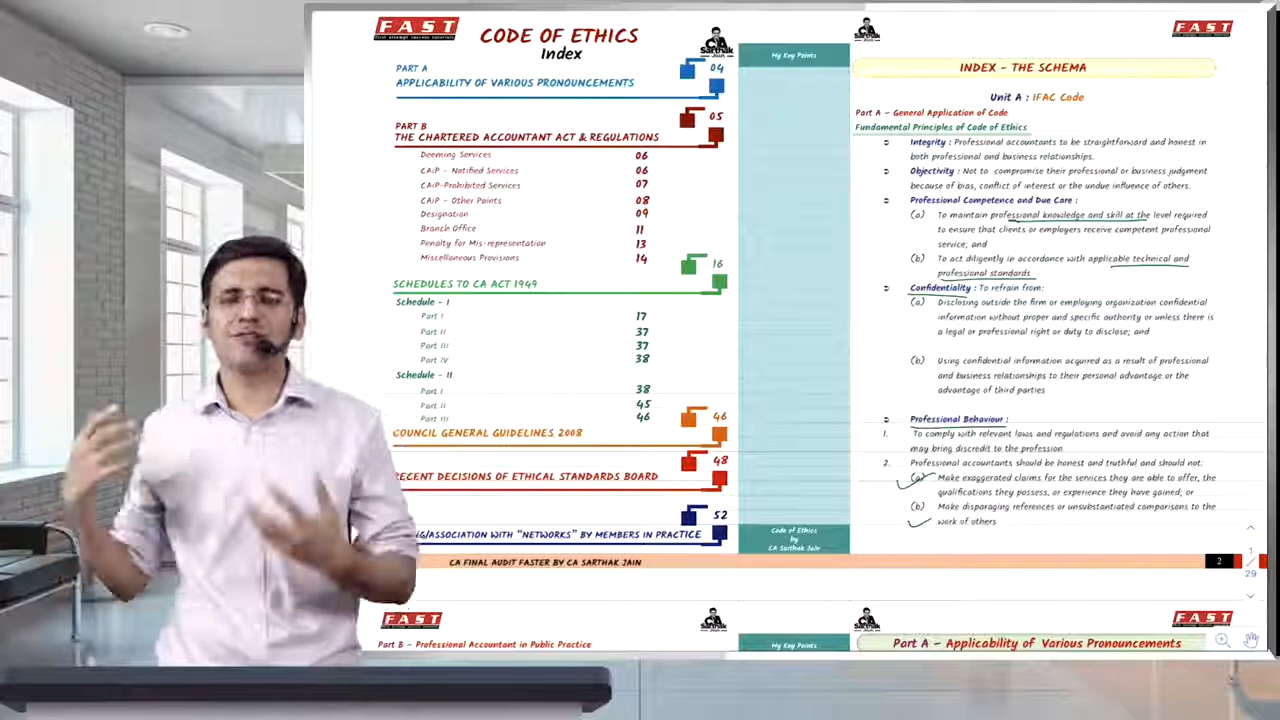 FAST
first attempt success tutorials
CODE OF ETHICS
Index
Sarthak
Jain
PART A
APPLICABILITY OF VARIOUS PRONOUNCEMENTS
04
PART B
THE CHARTERED ACCOUNTANT ACT & REGULATIONS
05
Deeming Services 06
CAiP - Notified Services 06
CAiP-Prohibited Services 07
CAiP - Other Points 08
Designation 09
Branch Office 11
Penalty for Mis-representation 13
Miscellaneous Provisions 14
SCHEDULES TO CA ACT 1949
16
Schedule - I
Part I 17
Part II 37
Part III 37
Part IV 38
Schedule - II
Part I 38
Part II 45
Part III 46
COUNCIL GENERAL GUIDELINES 2008
46
RECENT DECISIONS OF ETHICAL STANDARDS BOARD
48
G/ASSOCIATION WITH "NETWORKS" BY MEMBERS IN PRACTICE
52
CA FINAL AUDIT FASTER BY CA SARTHAK JAIN
My Key Points
Code of Ethics
by
CA Sarthak Jain
FAST
INDEX - THE SCHEMA
Unit A : IFAC Code
Part A - General Application of Code
Fundamental Principles of Code of Ethics
Integrity : Professional accountants to be straightforward and honest in
both professional and business relationships.
Objectivity : Not to compromise their professional or business judgment
because of bias, conflict of interest or the undue influence of others.
Professional Competence and Due Care :
(a) To maintain professional knowledge and skill at the level required
to ensure that clients or employers receive competent professional
service; and
(b) To act diligently in accordance with applicable technical and
professional standards
Confidentiality : To refrain from:
(a) Disclosing outside the firm or employing organization confidential
information without proper and specific authority or unless there is
a legal or professional right or duty to disclose; and
(b) Using confidential information acquired as a result of professional
and business relationships to their personal advantage or the
advantage of third parties
Professional Behaviour :
1. To comply with relevant laws and regulations and avoid any action that
may bring discredit to the profession
2. Professional accountants should be honest and truthful and should not:
(a) Make exaggerated claims for the services they are able to offer, the
qualifications they possess, or experience they have gained; or
(b) Make disparaging references or unsubstantiated comparisons to the
work of others
2
1
/
29
FAST
first attempt success tutorials
Part B - Professional Accountant in Public Practice
Sarthak
Jain
My Key Points
FAST
Part A - Applicability of Various Pronouncements